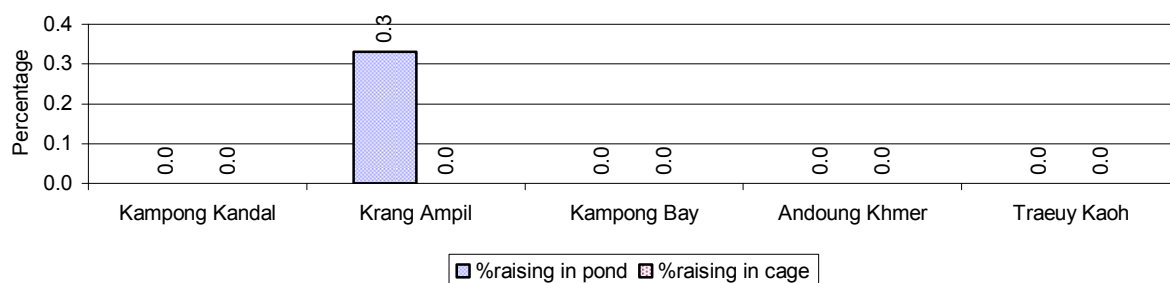 0.4
0.3
0.2
0.1
0.0
Percentage
0.0 0.0 0.3 0.0 0.0 0.0 0.0 0.0 0.0 0.0
Kampong Kandal Krang Ampil Kampong Bay Andoung Khmer Traeuy Kaoh
%raising in pond %raising in cage